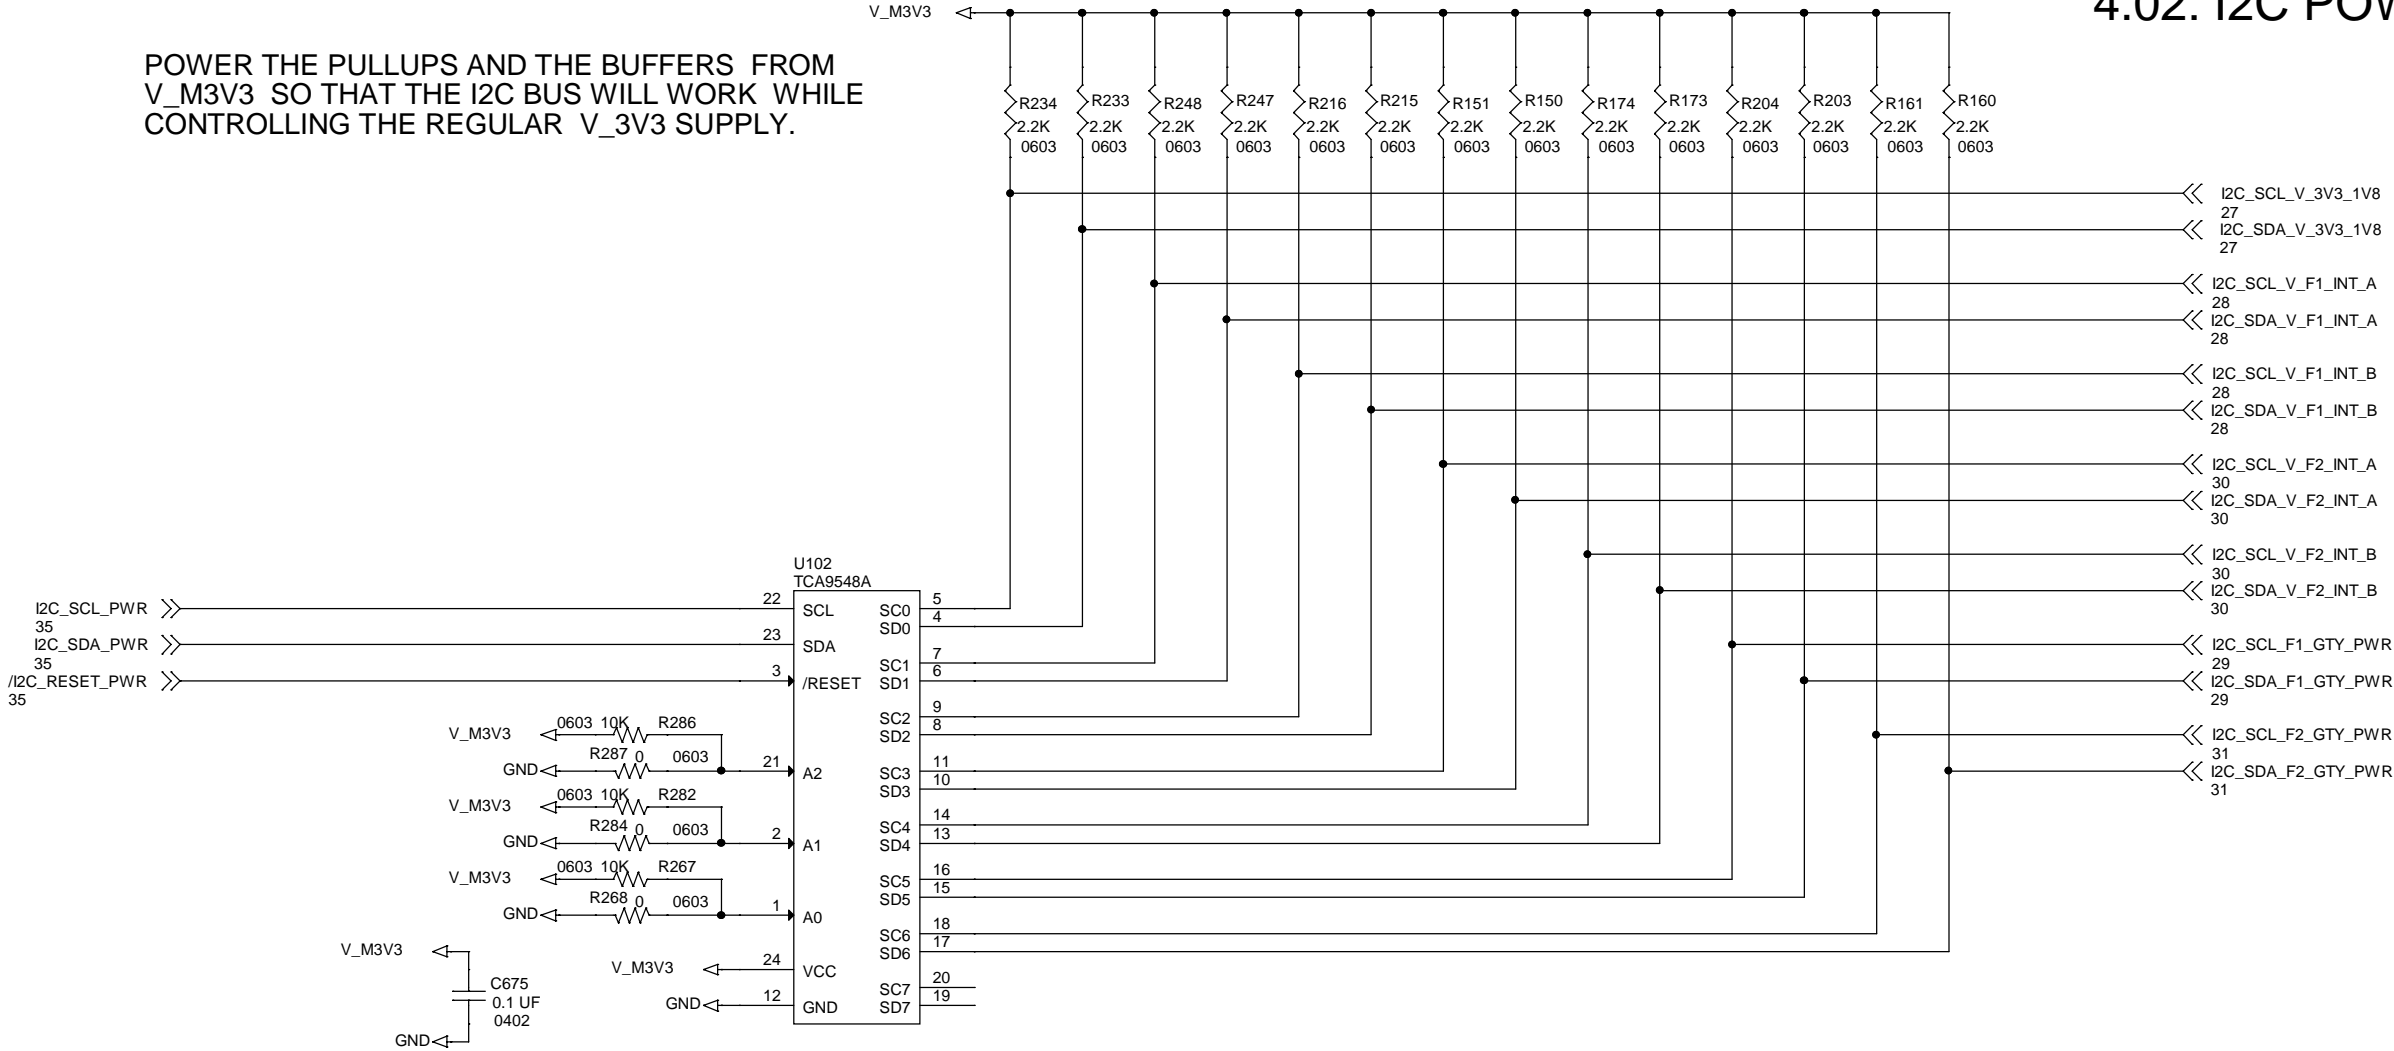 V_M3V3
4.02. I2C POW
POWER THE PULLUPS AND THE BUFFERS FROM
V_M3V3 SO THAT THE I2C BUS WILL WORK WHILE
CONTROLLING THE REGULAR V_3V3 SUPPLY.
R234 R233 R248 R247 R216 R215 R151 R150 R174 R173 R204 R203 R161 R160
2.2K 2.2K 2.2K 2.2K 2.2K 2.2K 2.2K 2.2K 2.2K 2.2K 2.2K 2.2K 2.2K 2.2K
0603 0603 0603 0603 0603 0603 0603 0603 0603 0603 0603 0603 0603 0603
I2C_SCL_V_3V3_1V8
27
I2C_SDA_V_3V3_1V8
27
I2C_SCL_V_F1_INT_A
28
I2C_SDA_V_F1_INT_A
28
I2C_SCL_V_F1_INT_B
28
I2C_SDA_V_F1_INT_B
28
I2C_SCL_V_F2_INT_A
30
I2C_SDA_V_F2_INT_A
30
I2C_SCL_V_F2_INT_B
30
I2C_SDA_V_F2_INT_B
30
I2C_SCL_F1_GTY_PWR
29
I2C_SDA_F1_GTY_PWR
29
I2C_SCL_F2_GTY_PWR
31
I2C_SDA_F2_GTY_PWR
31
U102
TCA9548A
I2C_SCL_PWR
35
I2C_SDA_PWR
35
/I2C_RESET_PWR
35
22 SCL
23 SDA
3 /RESET
V_M3V3 0603 10K R286
GND R287 0 0603
21 A2
V_M3V3 0603 10K R282
GND R284 0 0603
2 A1
V_M3V3 0603 10K R267
GND R268 0 0603
1 A0
V_M3V3 24 VCC
GND 12 GND
SC0 5
SD0 4
SC1 7
SD1 6
SC2 9
SD2 8
SC3 11
SD3 10
SC4 14
SD4 13
SC5 16
SD5 15
SC6 18
SD6 17
SC7 20
SD7 19
V_M3V3
C675
0.1 UF
0402
GND